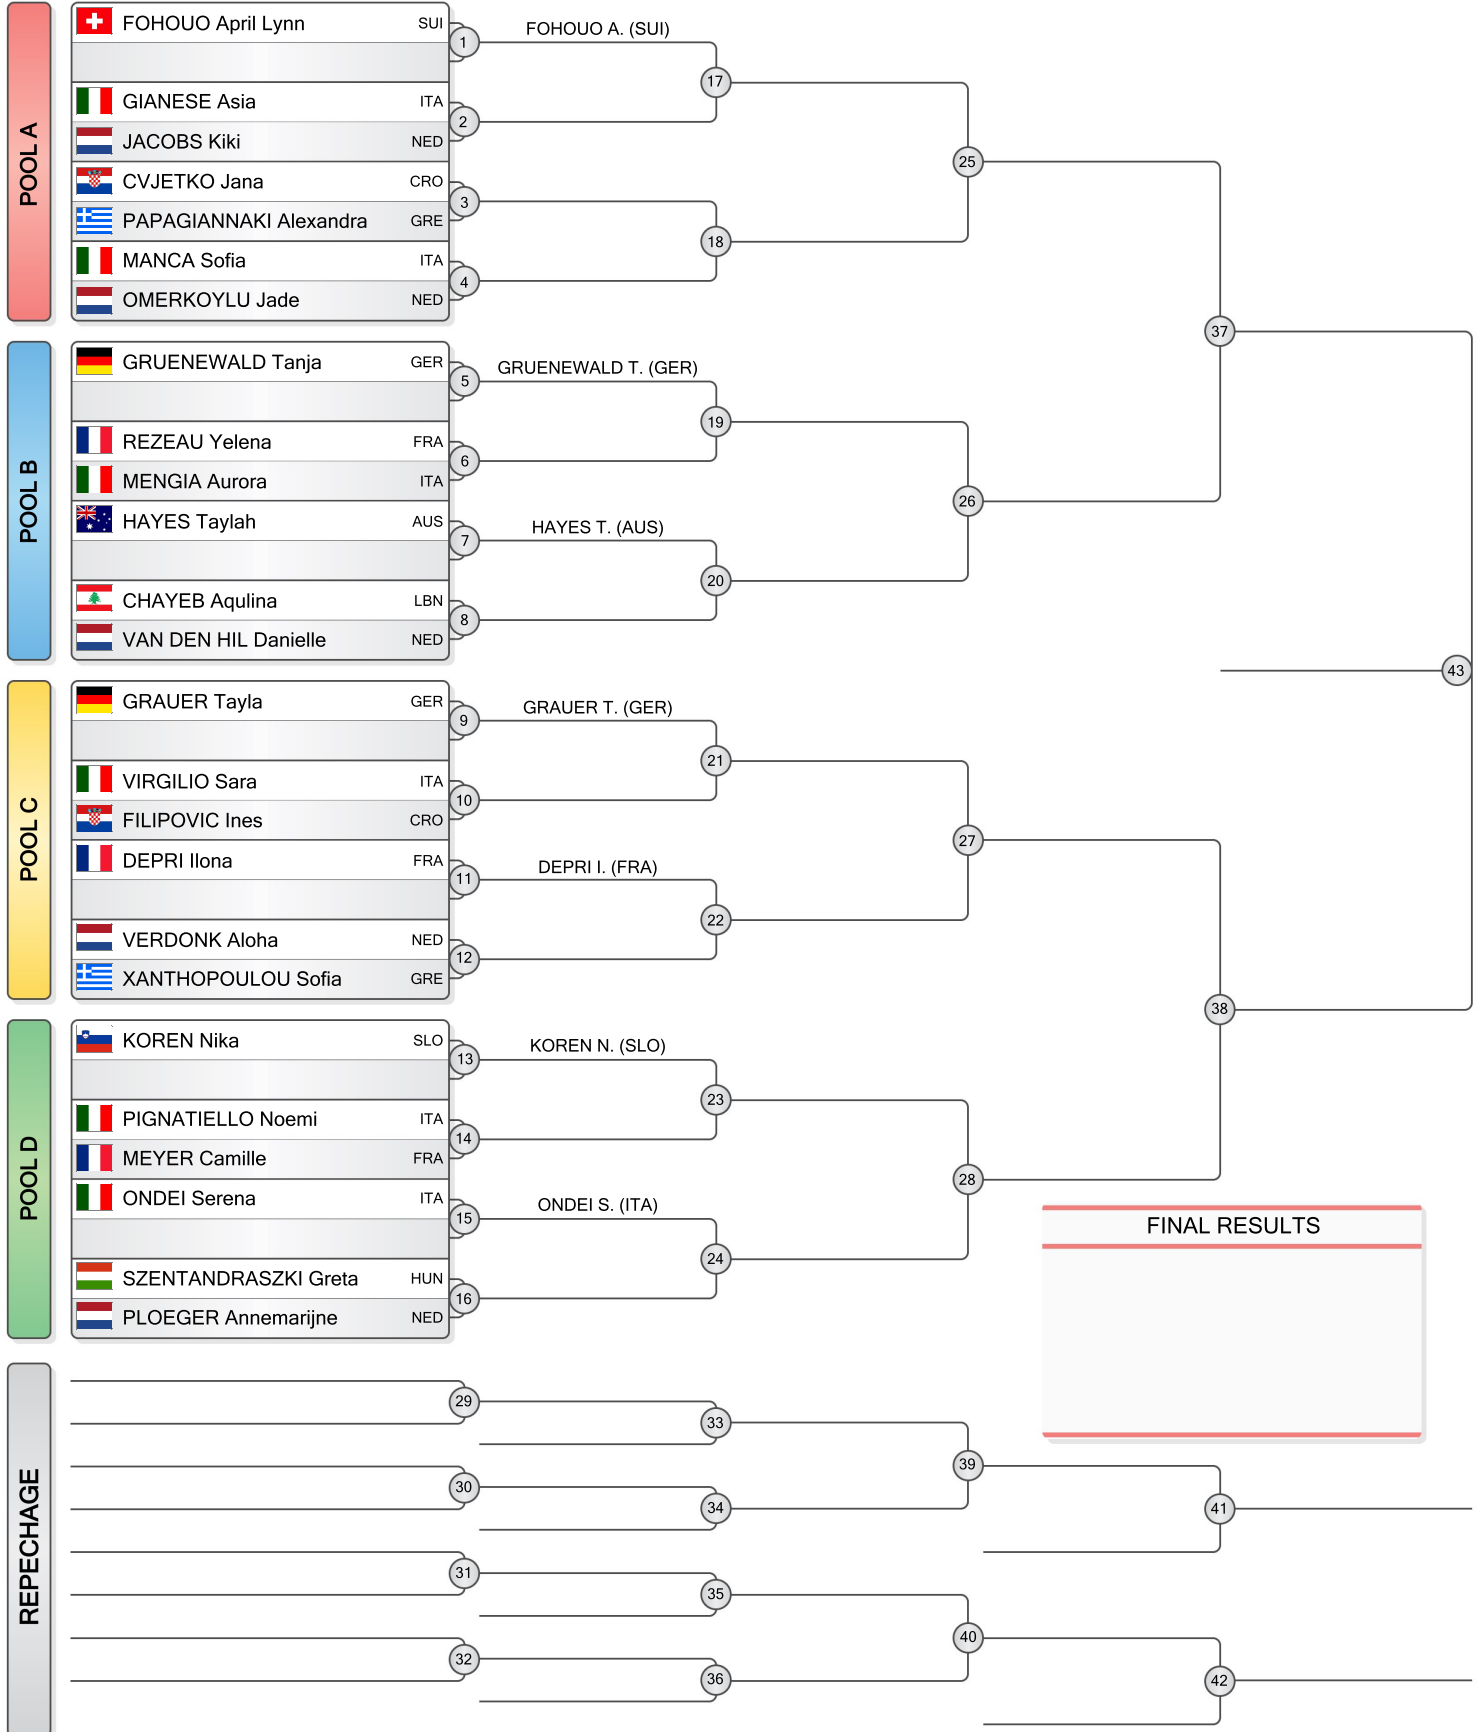 POOL A
FOHOUO April Lynn SUI
1
FOHOUO A. (SUI)
17
GIANESE Asia ITA
2
JACOBS Kiki NED
25
CVJETKO Jana CRO
3
PAPAGIANNAKI Alexandra GRE
18
MANCA Sofia ITA
4
OMERKOYLU Jade NED
37
POOL B
GRUENEWALD Tanja GER
5
GRUENEWALD T. (GER)
19
REZEAU Yelena FRA
6
MENGIA Aurora ITA
26
HAYES Taylah AUS
7
HAYES T. (AUS)
20
CHAYEB Aqulina LBN
8
VAN DEN HIL Danielle NED
43
POOL C
GRAUER Tayla GER
9
GRAUER T. (GER)
21
VIRGILIO Sara ITA
10
FILIPOVIC Ines CRO
27
DEPRI Ilona FRA
11
DEPRI I. (FRA)
22
VERDONK Aloha NED
12
XANTHOPOULOU Sofia GRE
38
POOL D
KOREN Nika SLO
13
KOREN N. (SLO)
23
PIGNATIELLO Noemi ITA
14
MEYER Camille FRA
28
ONDEI Serena ITA
15
ONDEI S. (ITA)
24
SZENTANDRASZKI Greta HUN
16
PLOEGER Annemarijne NED
FINAL RESULTS
REPECHAGE
29
33
39
30
34
41
31
35
40
32
36
42